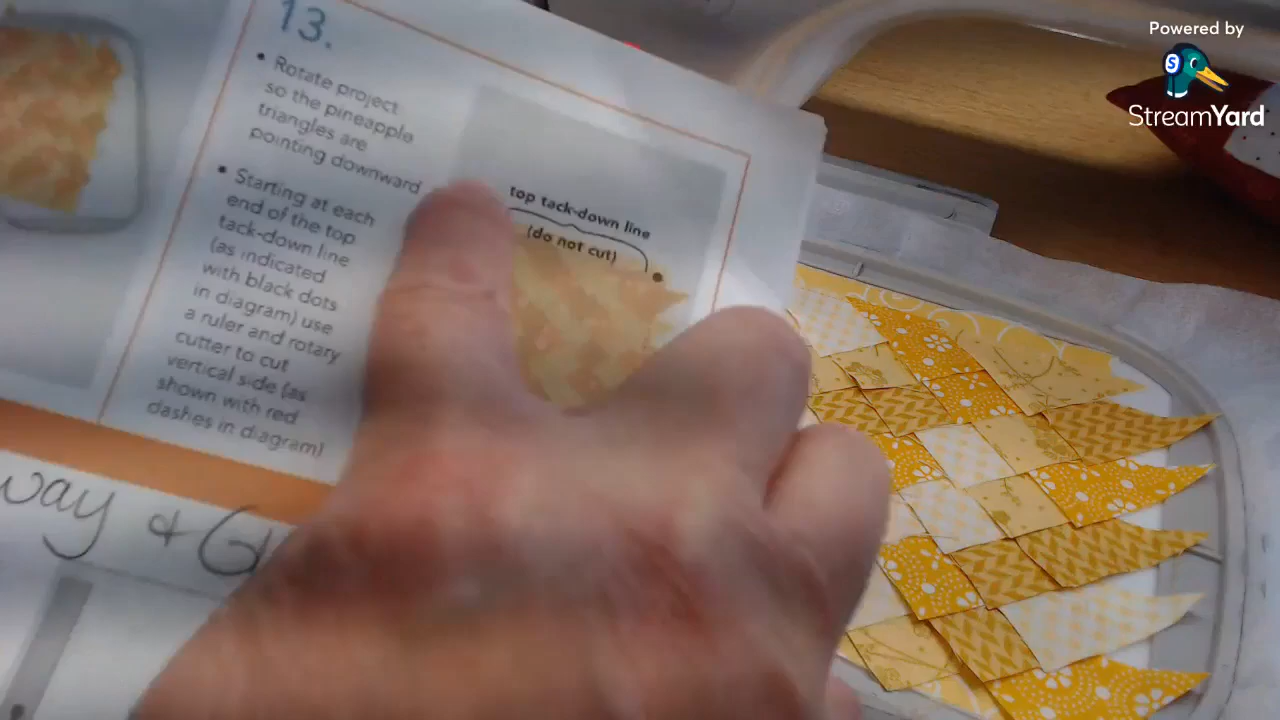 Powered by
StreamYard
13.
• Rotate project
so the pineapple
triangles are
pointing downward
• Starting at each
end of the top
tack-down line
(as indicated
with black dots
in diagram) use
a ruler and rotary
cutter to cut
vertical side (as
shown with red
dashes in diagram)
top tack-down line
(do not cut)
way +